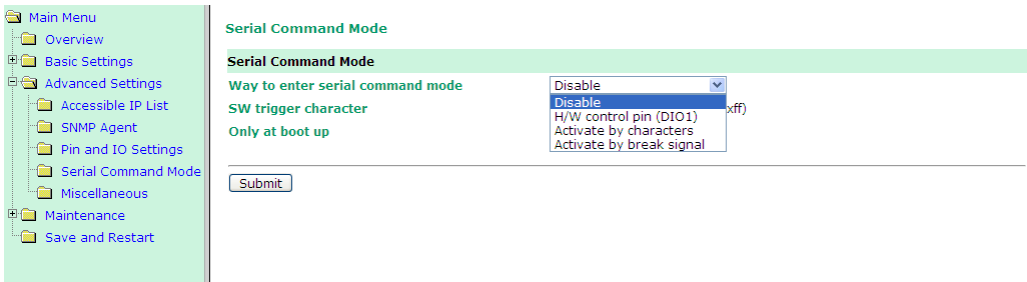 Main Menu
Overview
Basic Settings
Advanced Settings
Accessible IP List
SNMP Agent
Pin and IO Settings
Serial Command Mode
Miscellaneous
Maintenance
Save and Restart
Serial Command Mode
Serial Command Mode
Way to enter serial command mode Disable
Disable
H/W control pin (DIO1)
Activate by characters
Activate by break signal
SW trigger character xff)
Only at boot up
Submit